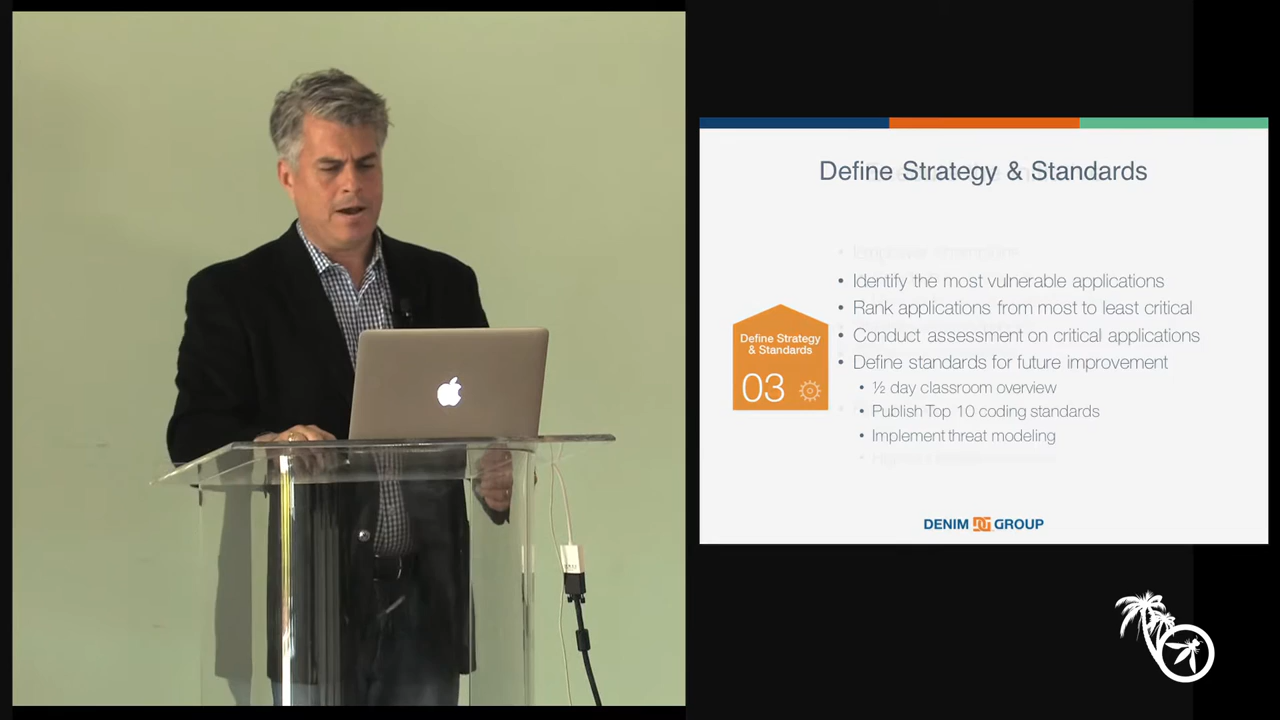 Define Strategy & Standards
• Identify the most vulnerable applications
• Rank applications from most to least critical
• Conduct assessment on critical applications
• Define standards for future improvement
• ½ day classroom overview
• Publish Top 10 coding standards
• Implement threat modeling
Define Strategy
& Standards
03
DENIM GROUP